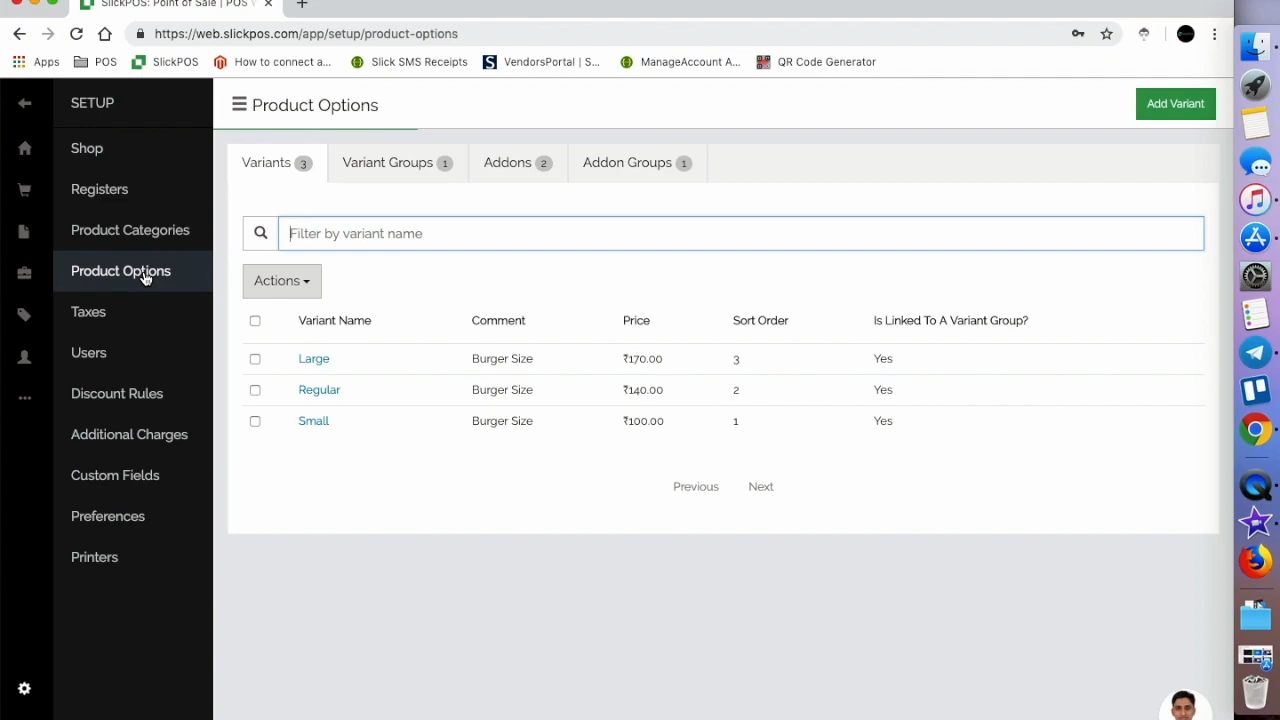 SlickPOS: Point of Sale | POS
https://web.slickpos.com/app/setup/product-options
Apps
POS
SlickPOS
How to connect a...
Slick SMS Receipts
VendorsPortal | S...
ManageAccount A...
QR Code Generator
SETUP
Shop
Registers
Product Categories
Product Options
Taxes
Users
Discount Rules
Additional Charges
Custom Fields
Preferences
Printers
Product Options
Add Variant
Variants 3
Variant Groups 1
Addons 2
Addon Groups 1
Filter by variant name
Actions
Variant Name Comment Price Sort Order Is Linked To A Variant Group?
Large Burger Size ₹170.00 3 Yes
Regular Burger Size ₹140.00 2 Yes
Small Burger Size ₹100.00 1 Yes
Previous Next